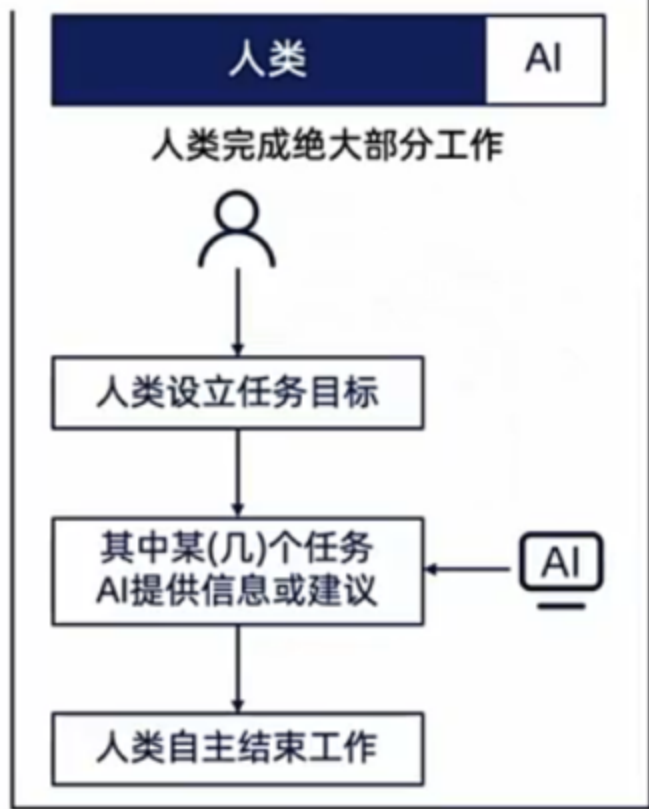 人类
AI
人类完成绝大部分工作
人类设立任务目标
其中某(几)个任务
AI提供信息或建议
AI
人类自主结束工作